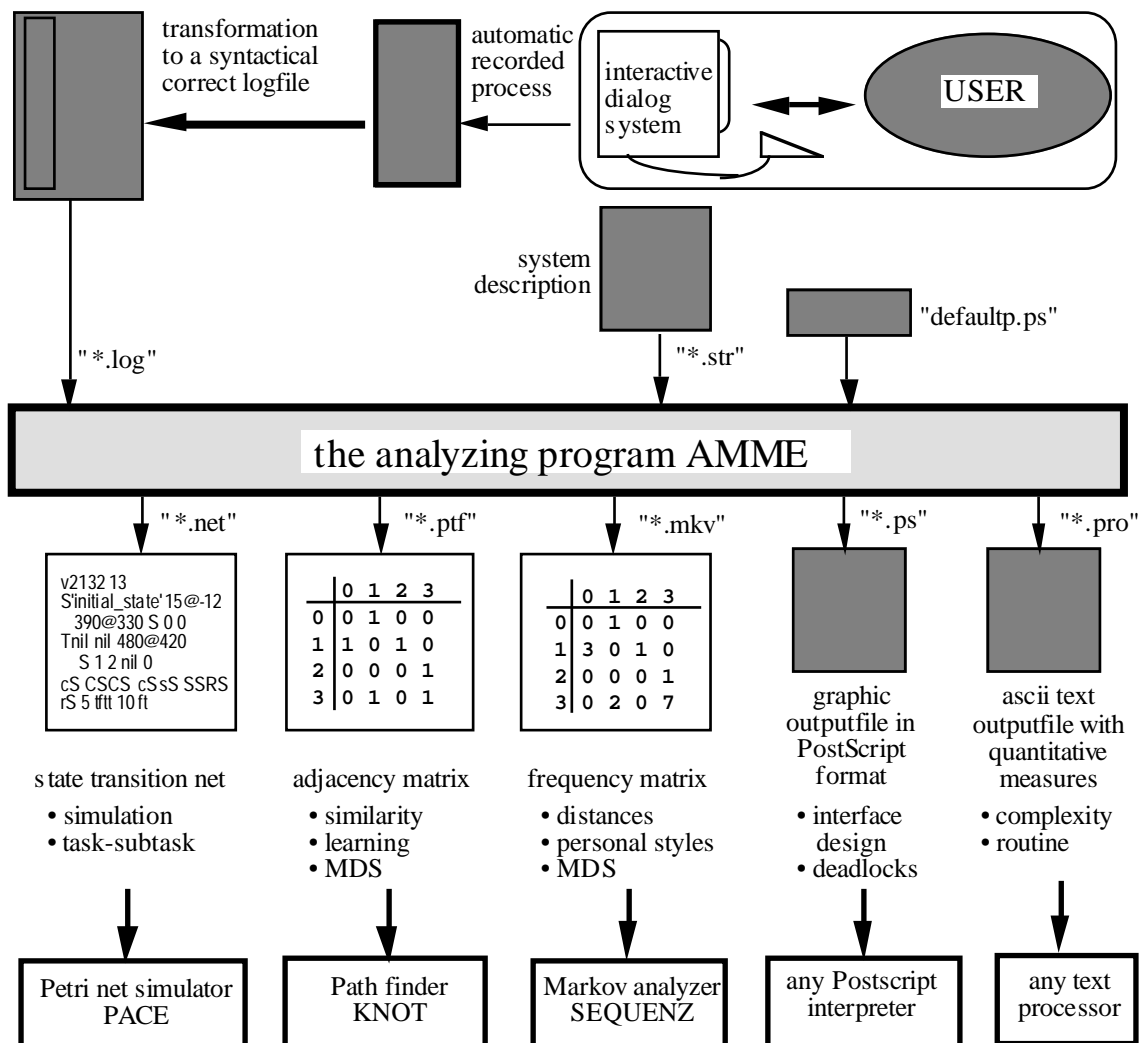 transformation
to a syntactical
correct logfile
automatic
recorded
process
interactive
dialog
system
USER
system
description
"defaultp.ps"
"*.log"
"*.str"
the analyzing program AMME
"*.net"
"*.ptf"
"*.mkv"
"*.ps"
"*.pro"
v2132 13
S'initial_state' 15@-12
390@330 S 0 0
Tnil nil 480@420
S 1 2 nil 0
cS CSCS cSsS SSRS
rS 5 tftt 10 ft
0 1 2 3
0 0 1 0 0
1 1 0 1 0
2 0 0 0 1
3 0 1 0 1
0 1 2 3
0 0 1 0 0
1 3 0 1 0
2 0 0 0 1
3 0 2 0 7
state transition net
• simulation
• task-subtask
adjacency matrix
• similarity
• learning
• MDS
frequency matrix
• distances
• personal styles
• MDS
graphic
outputfile in
PostScript
format
• interface
design
• deadlocks
ascii text
outputfile with
quantitative
measures
• complexity
• routine
Petri net simulator
PACE
Path finder
KNOT
Markov analyzer
SEQUENZ
any Postscript
interpreter
any text
processor